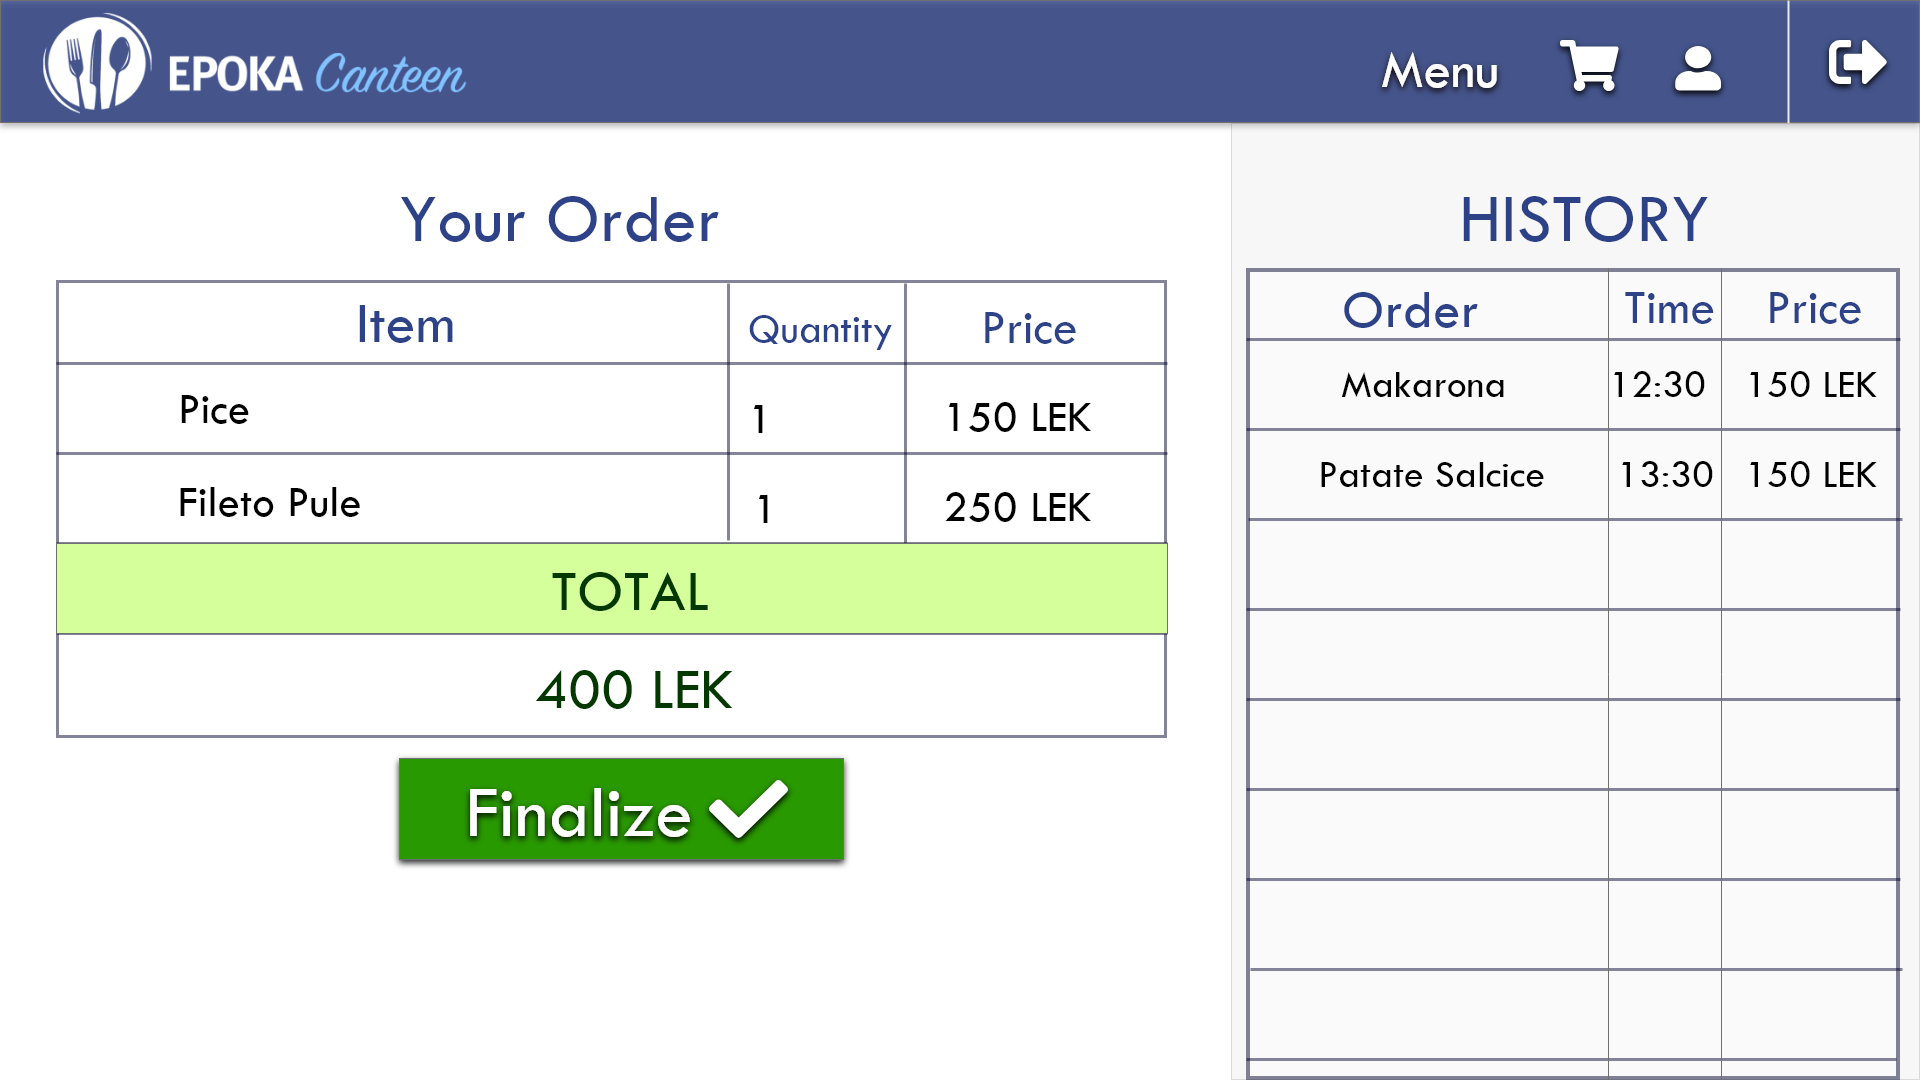 EPOKA Canteen
Menu
Your Order
Item Quantity Price
Pice 1 150 LEK
Fileto Pule 1 250 LEK
TOTAL
400 LEK
Finalize
HISTORY
Order Time Price
Makarona 12:30 150 LEK
Patate Salcice 13:30 150 LEK